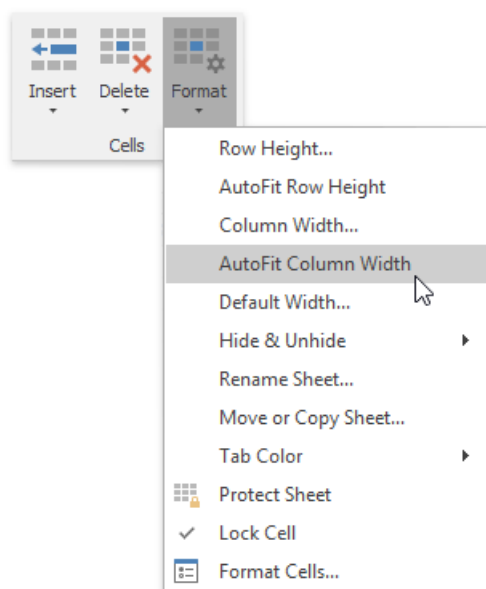 Insert Delete Format
Cells
Row Height...
AutoFit Row Height
Column Width...
AutoFit Column Width
Default Width...
Hide & Unhide
Rename Sheet...
Move or Copy Sheet...
Tab Color
Protect Sheet
Lock Cell
Format Cells...